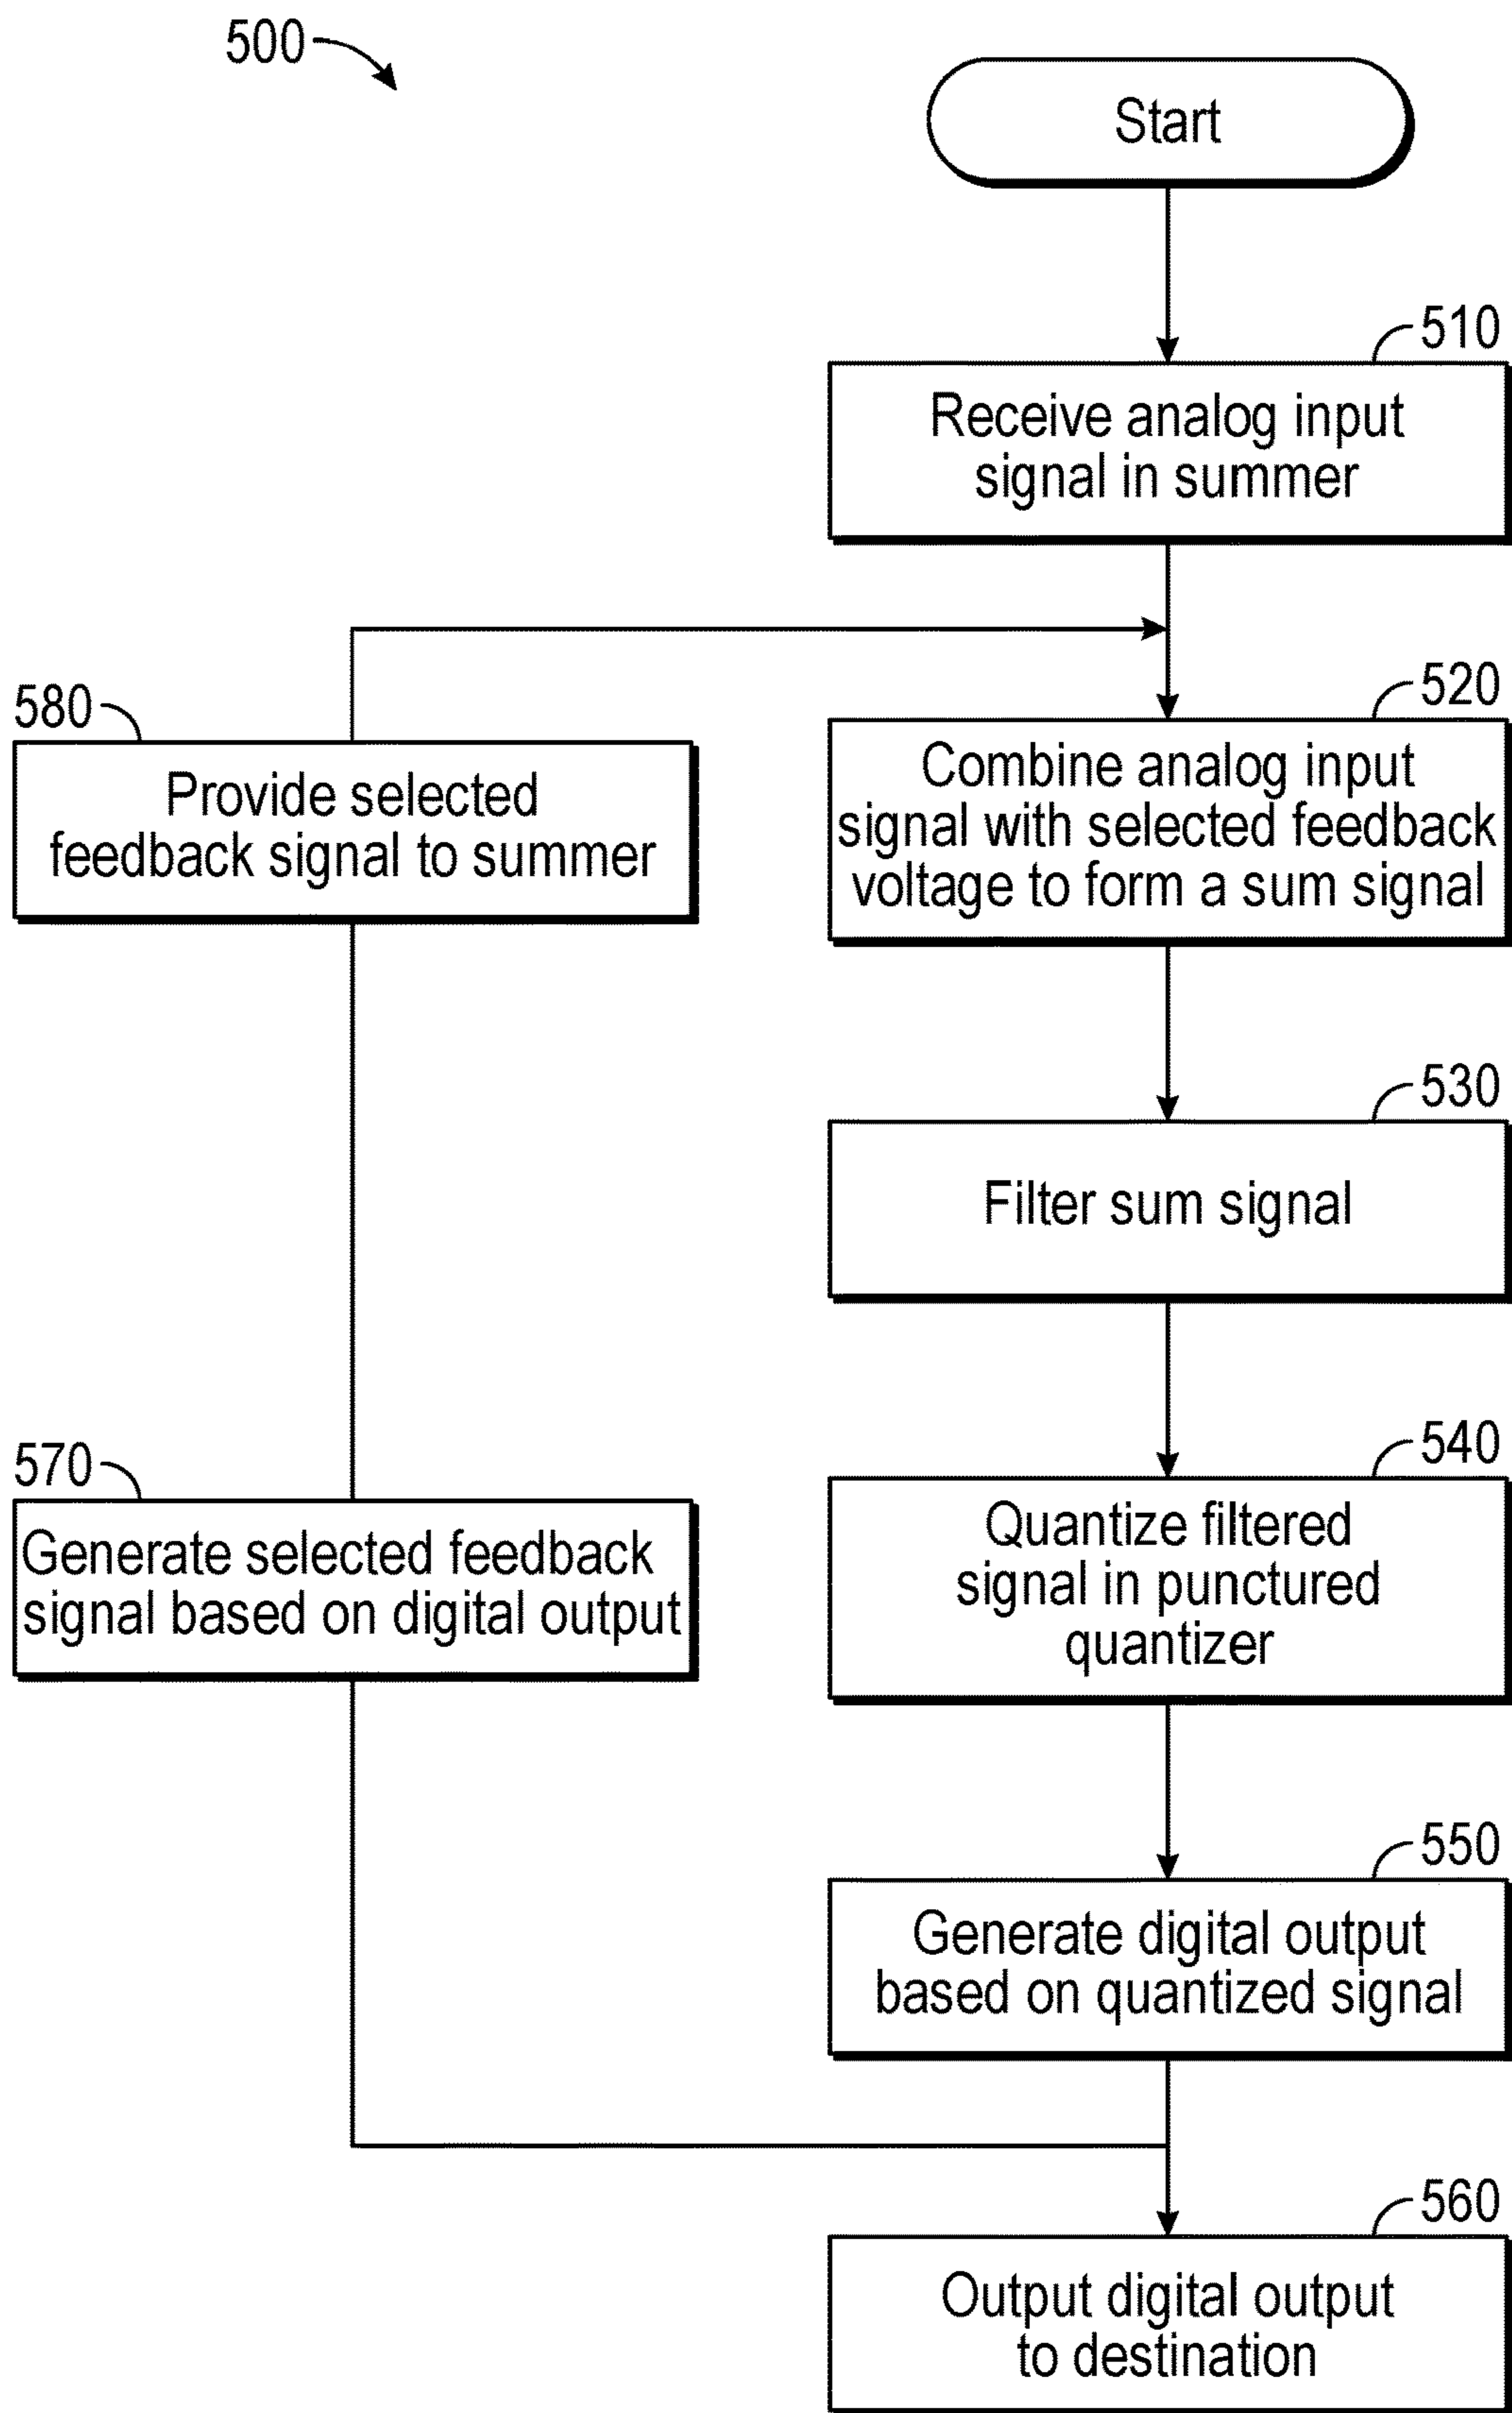 500
Start
510
Receive analog input
signal in summer
520
Combine analog input
signal with selected feedback
voltage to form a sum signal
530
Filter sum signal
540
Quantize filtered
signal in punctured
quantizer
550
Generate digital output
based on quantized signal
560
Output digital output
to destination
570
Generate selected feedback
signal based on digital output
580
Provide selected
feedback signal to summer